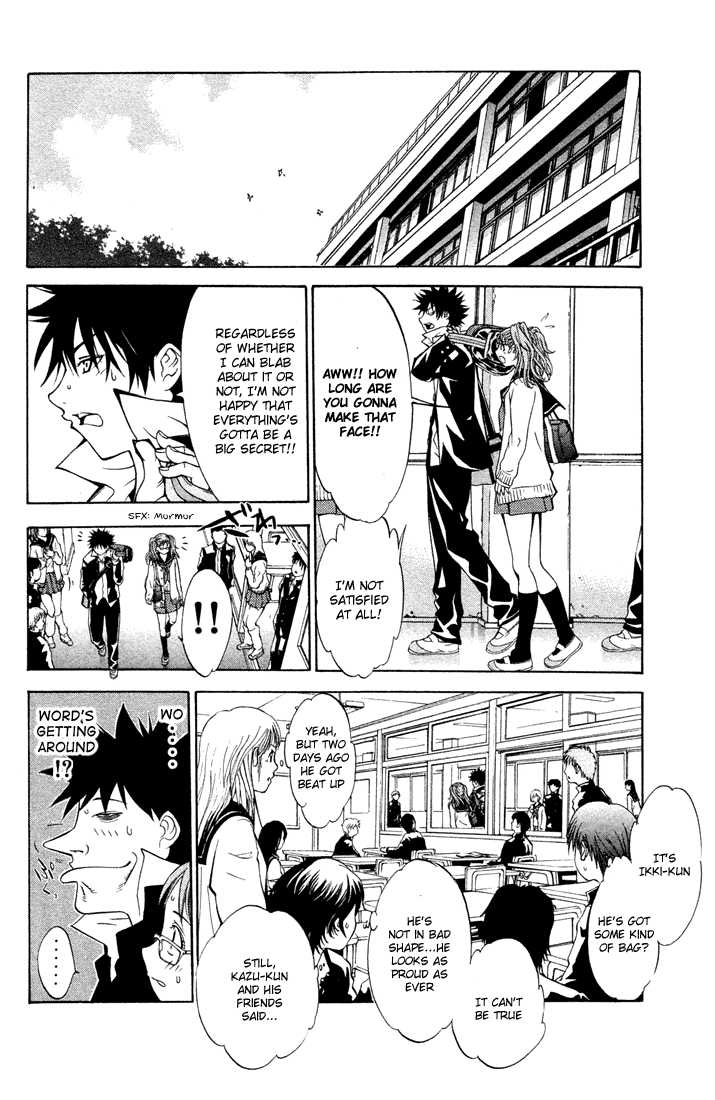 AWW!! HOW
LONG ARE
YOU GONNA
MAKE THAT
FACE!!
I'M NOT
SATISFIED
AT ALL!
REGARDLESS
OF WHETHER
I CAN BLAB
ABOUT IT OR
NOT, I'M NOT
HAPPY THAT
EVERYTHING'S
GOTTA BE A
BIG SECRET!!
SFX: Murmur
!!
IT'S
IKKI-KUN
HE'S GOT
SOME KIND
OF BAG?
YEAH,
BUT TWO
DAYS AGO
HE GOT
BEAT UP
IT CAN'T
BE TRUE
HE'S
NOT IN BAD
SHAPE...HE
LOOKS AS
PROUD AS
EVER
STILL,
KAZU-KUN
AND HIS
FRIENDS
SAID...
WO
....
WORD'S
GETTING
AROUND
!?
.....